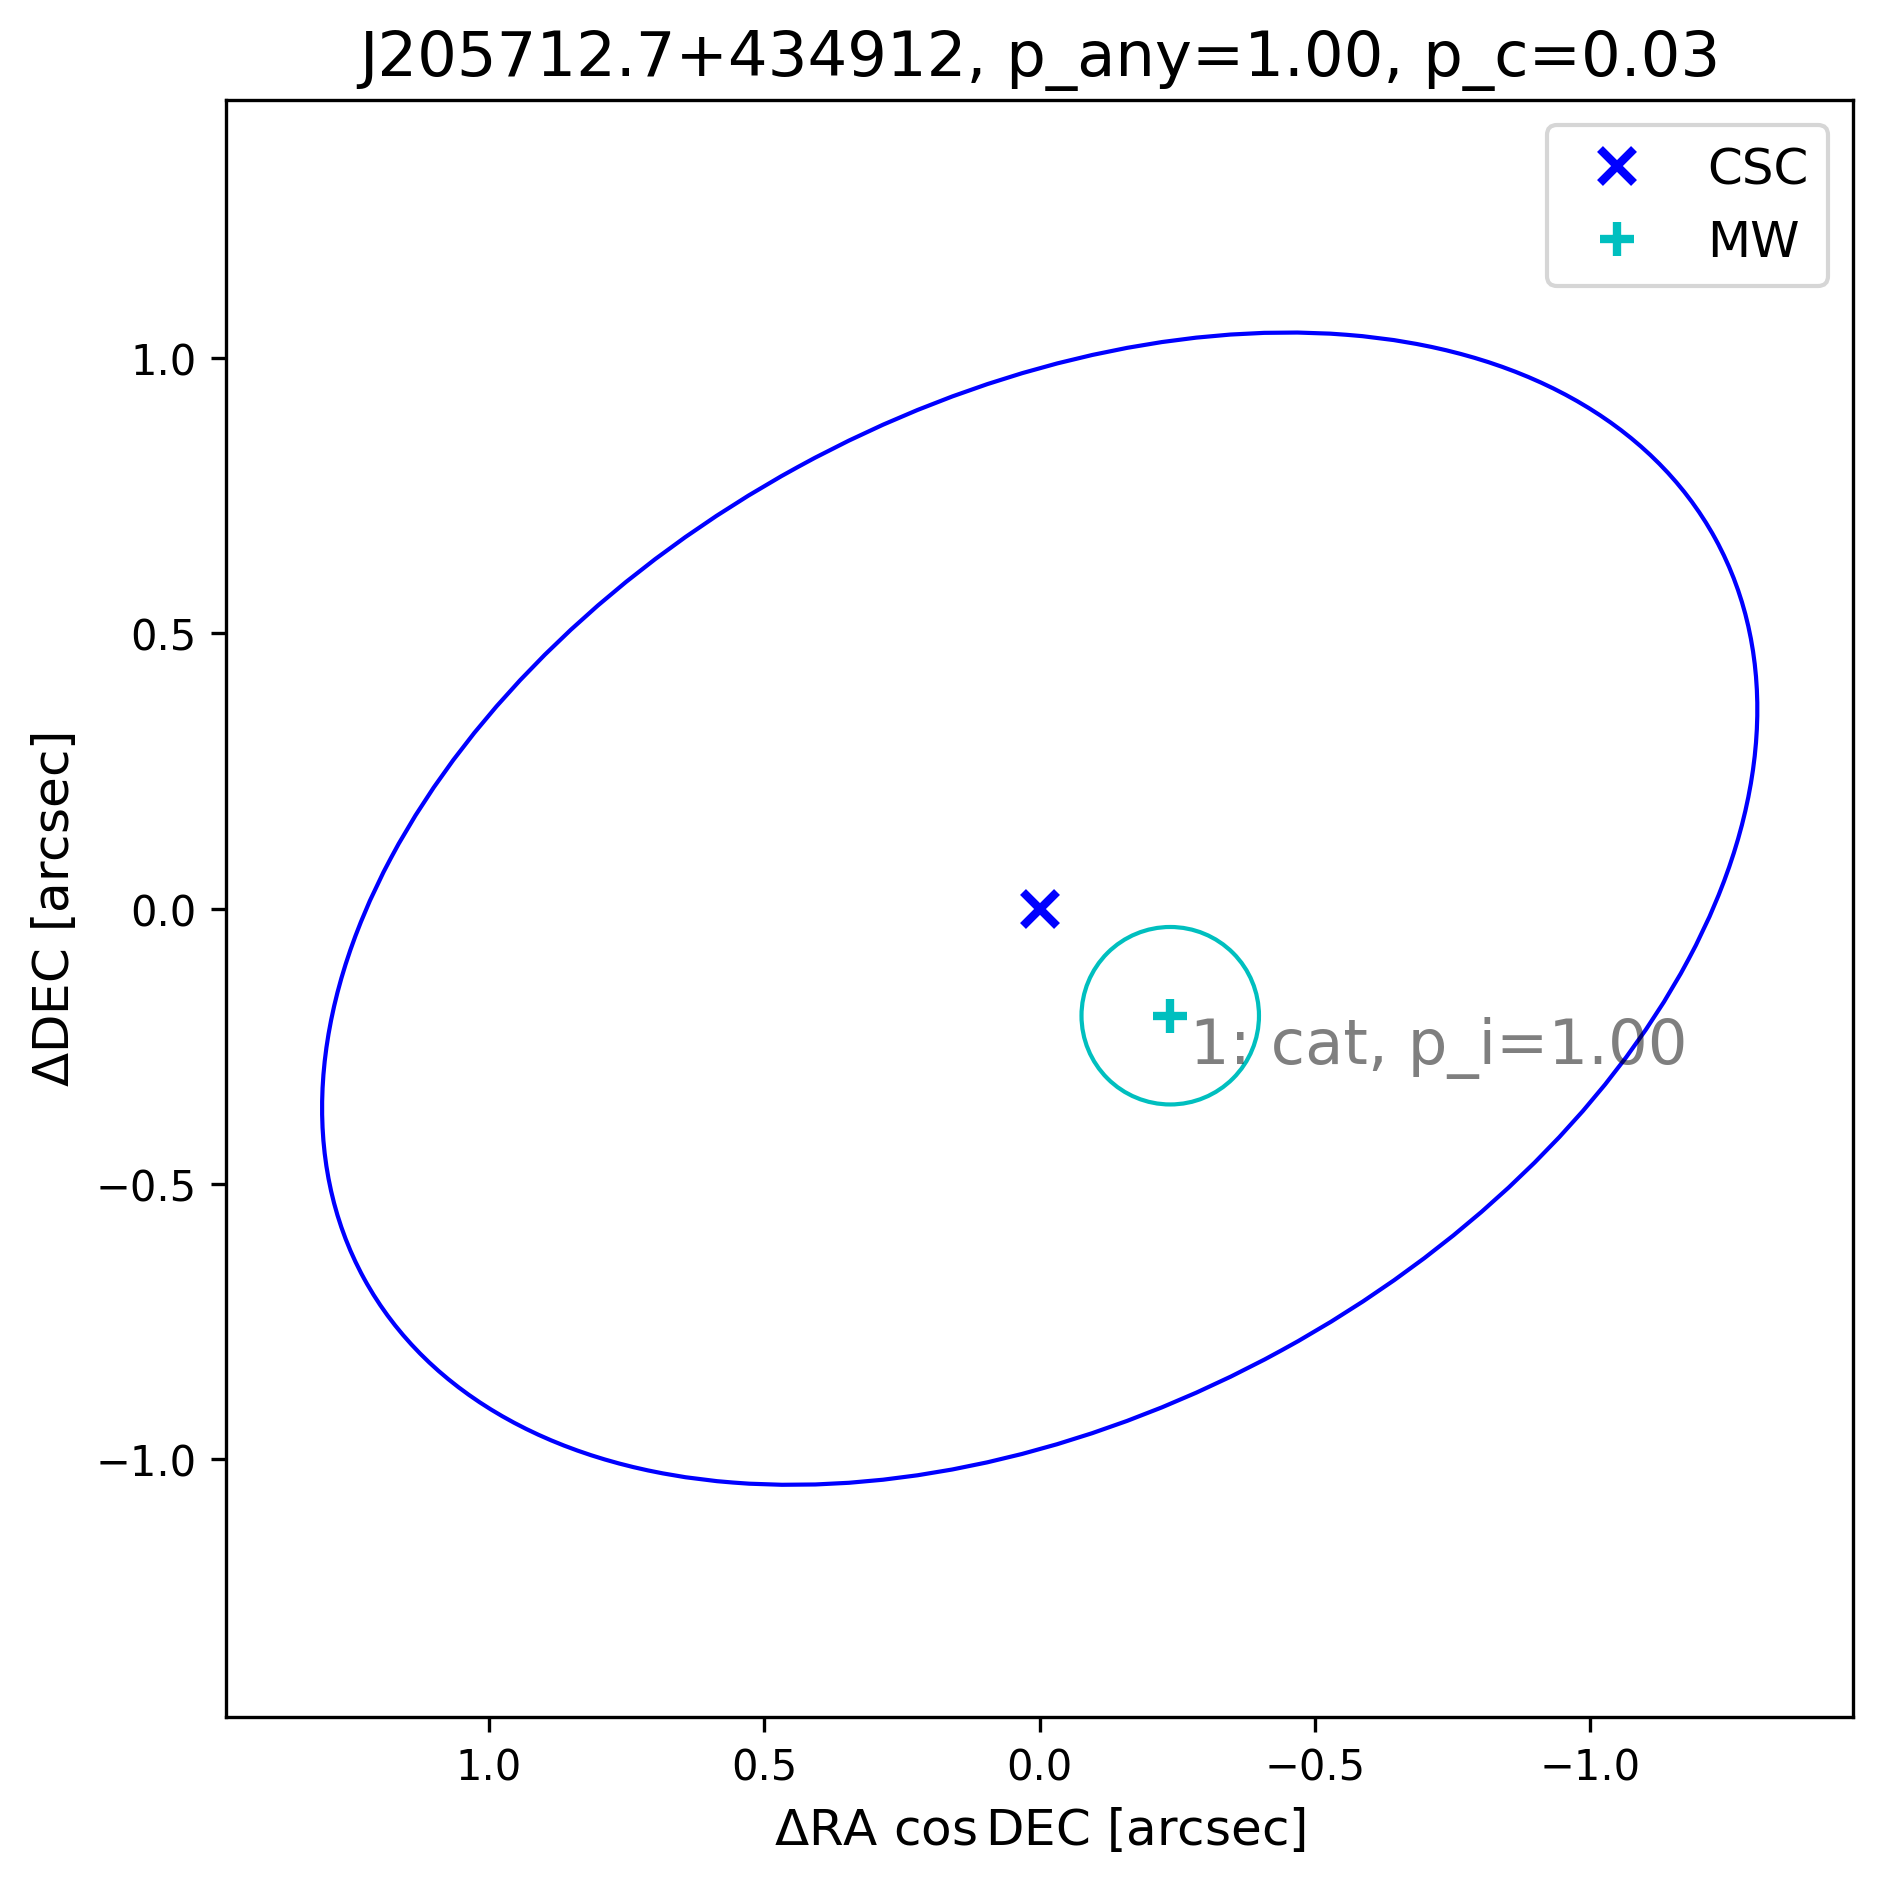 J205712.7+434912, p_any=1.00, p_c=0.03
CSC
MW
1.0
0.5
0.0
−0.5
−1.0
ΔDEC [arcsec]
1: cat, p_i=1.00
1.0 0.5 0.0 −0.5 −1.0
ΔRA cos DEC [arcsec]